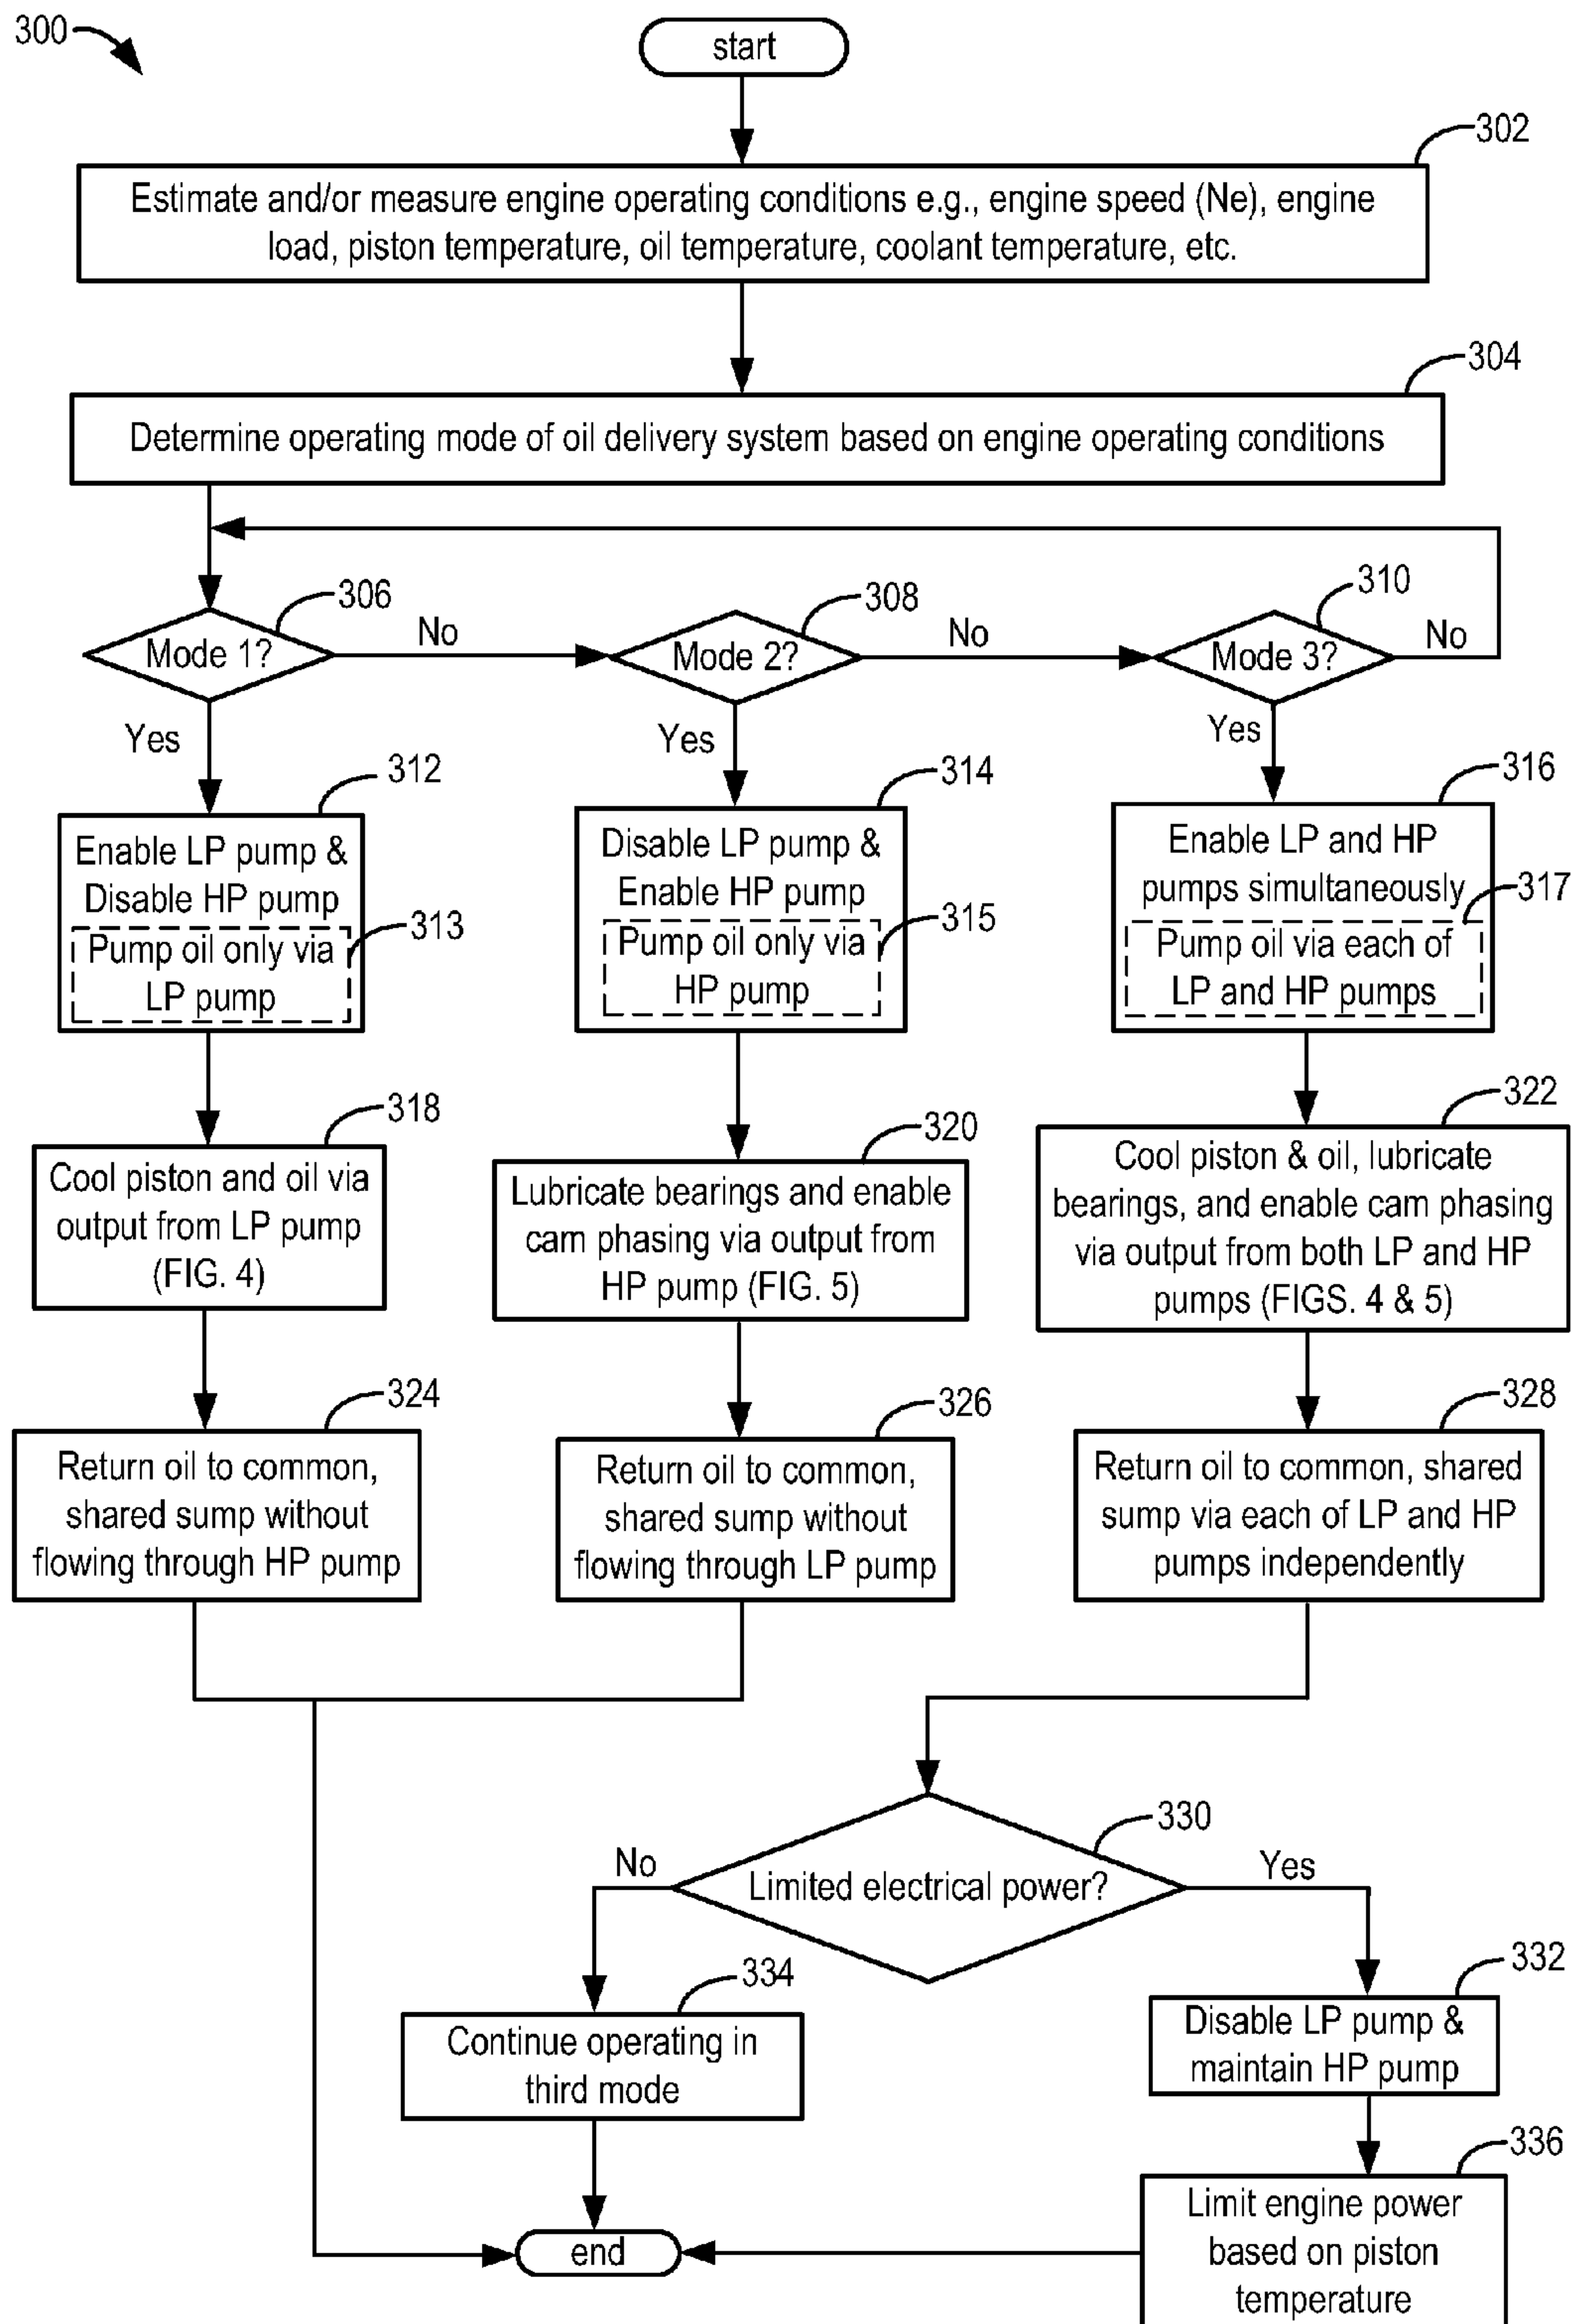 300
start
302
Estimate and/or measure engine operating conditions e.g., engine speed (Ne), engine
load, piston temperature, oil temperature, coolant temperature, etc.
304
Determine operating mode of oil delivery system based on engine operating conditions
306
Mode 1?
No
308
Mode 2?
No
310
Mode 3?
No
Yes
Yes
Yes
312
Enable LP pump &
Disable HP pump
313
Pump oil only via
LP pump
314
Disable LP pump &
Enable HP pump
315
Pump oil only via
HP pump
316
Enable LP and HP
pumps simultaneously
317
Pump oil via each of
LP and HP pumps
318
Cool piston and oil via
output from LP pump
(FIG. 4)
320
Lubricate bearings and enable
cam phasing via output from
HP pump (FIG. 5)
322
Cool piston & oil, lubricate
bearings, and enable cam phasing
via output from both LP and HP
pumps (FIGS. 4 & 5)
324
Return oil to common,
shared sump without
flowing through HP pump
326
Return oil to common,
shared sump without
flowing through LP pump
328
Return oil to common, shared
sump via each of LP and HP
pumps independently
330
Limited electrical power?
No
Yes
334
Continue operating in
third mode
332
Disable LP pump &
maintain HP pump
336
Limit engine power
based on piston
temperature
end